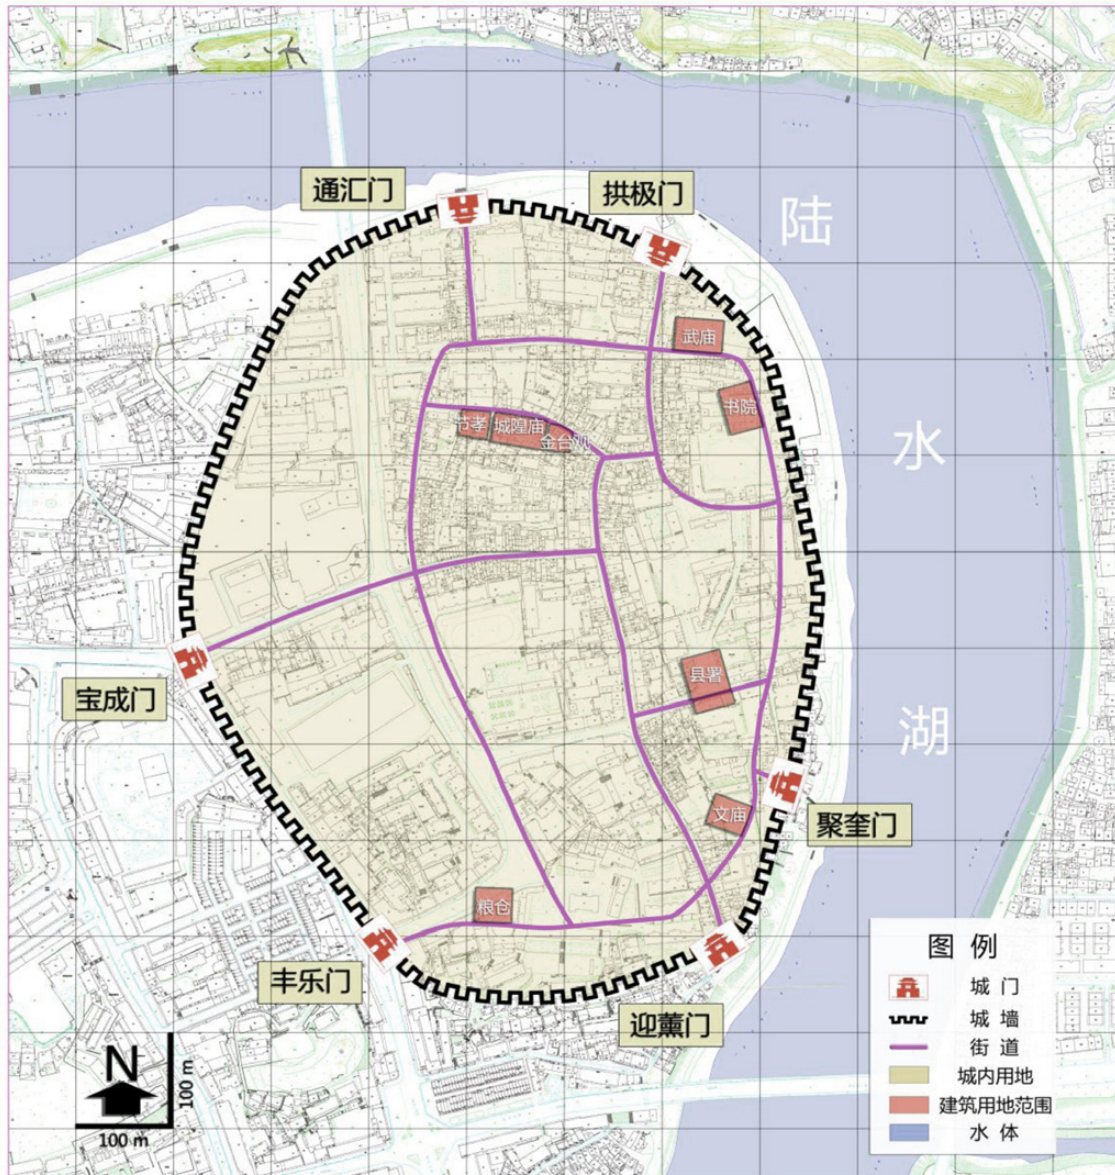 通汇门
拱极门
陆
水
湖
武庙
书院
节孝
城隍庙
金台观
宝成门
县署
聚奎门
文庙
粮仓
丰乐门
迎薰门
N
100 m
100 m
图 例
城 门
城 墙
街 道
城内用地
建筑用地范围
水 体